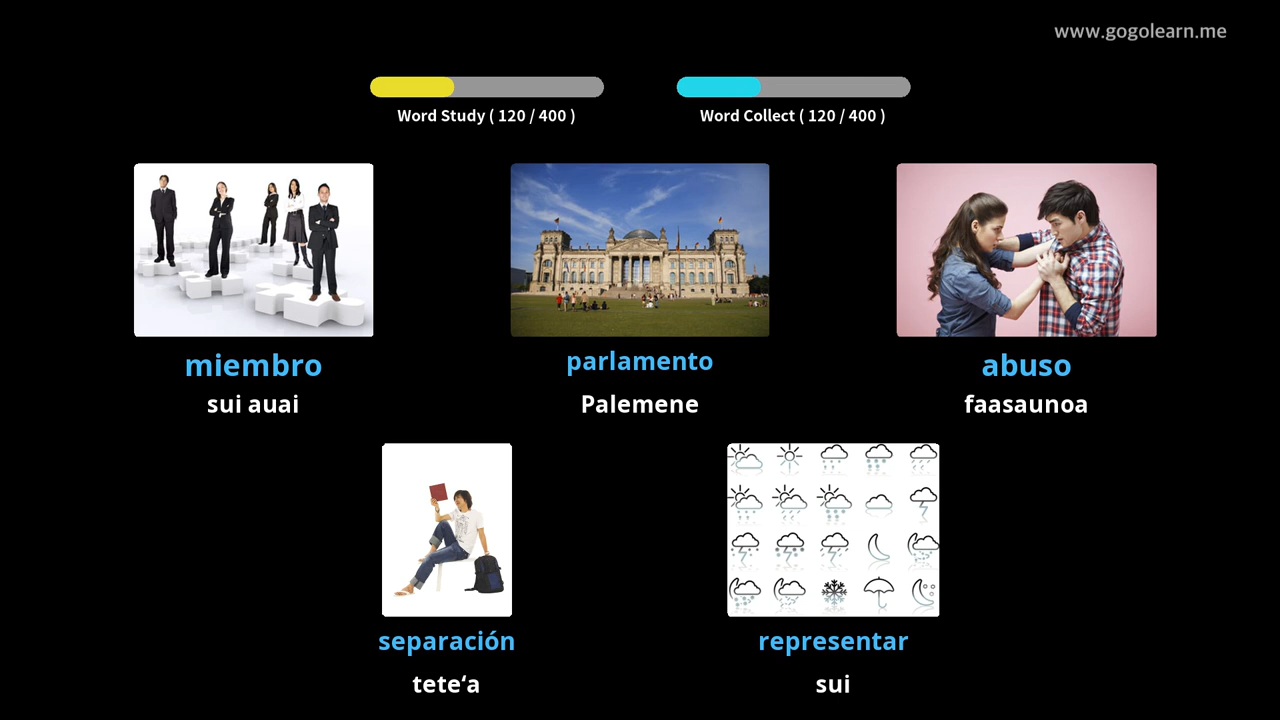 www.gogolearn.me
Word Study ( 120 / 400 )
Word Collect ( 120 / 400 )
miembro
parlamento
abuso
sui auai
Palemene
faasaunoa
separación
representar
tete‘a
sui